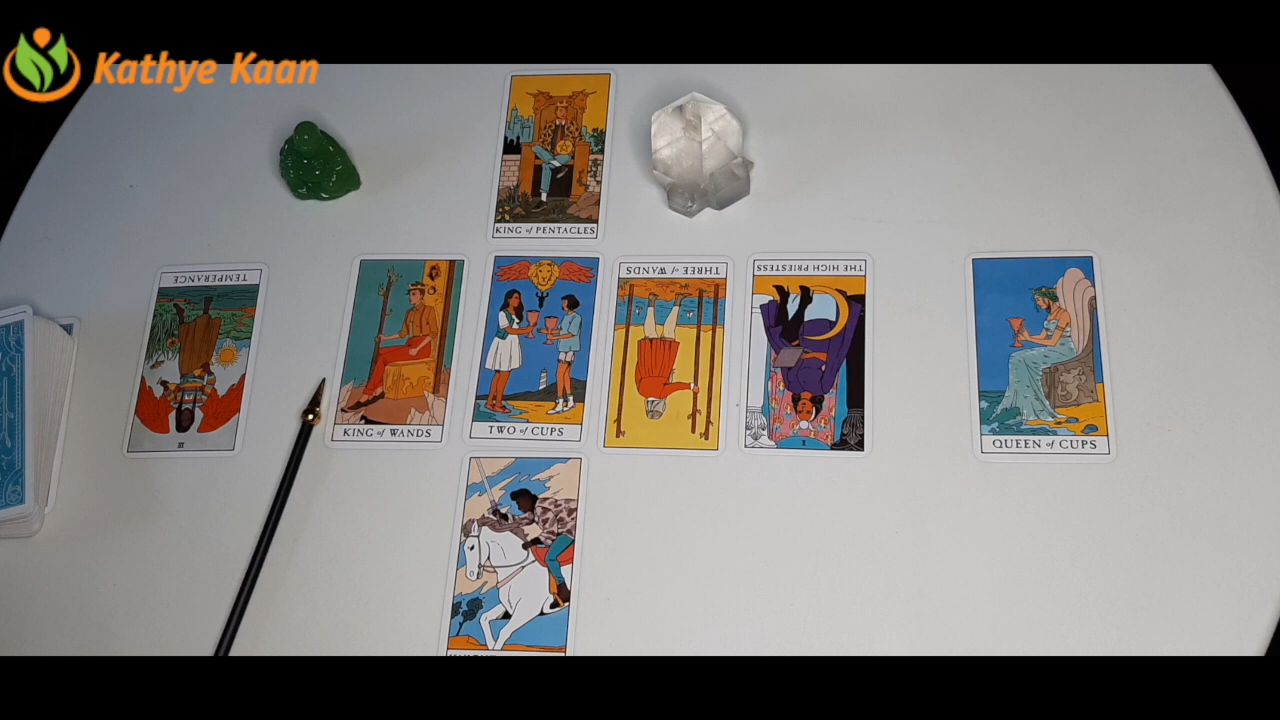 Kathye Kaan
KING of PENTACLES
TEMPERANCE
KING of WANDS
TWO of CUPS
THREE of WANDS
THE HIGH PRIESTESS
QUEEN of CUPS